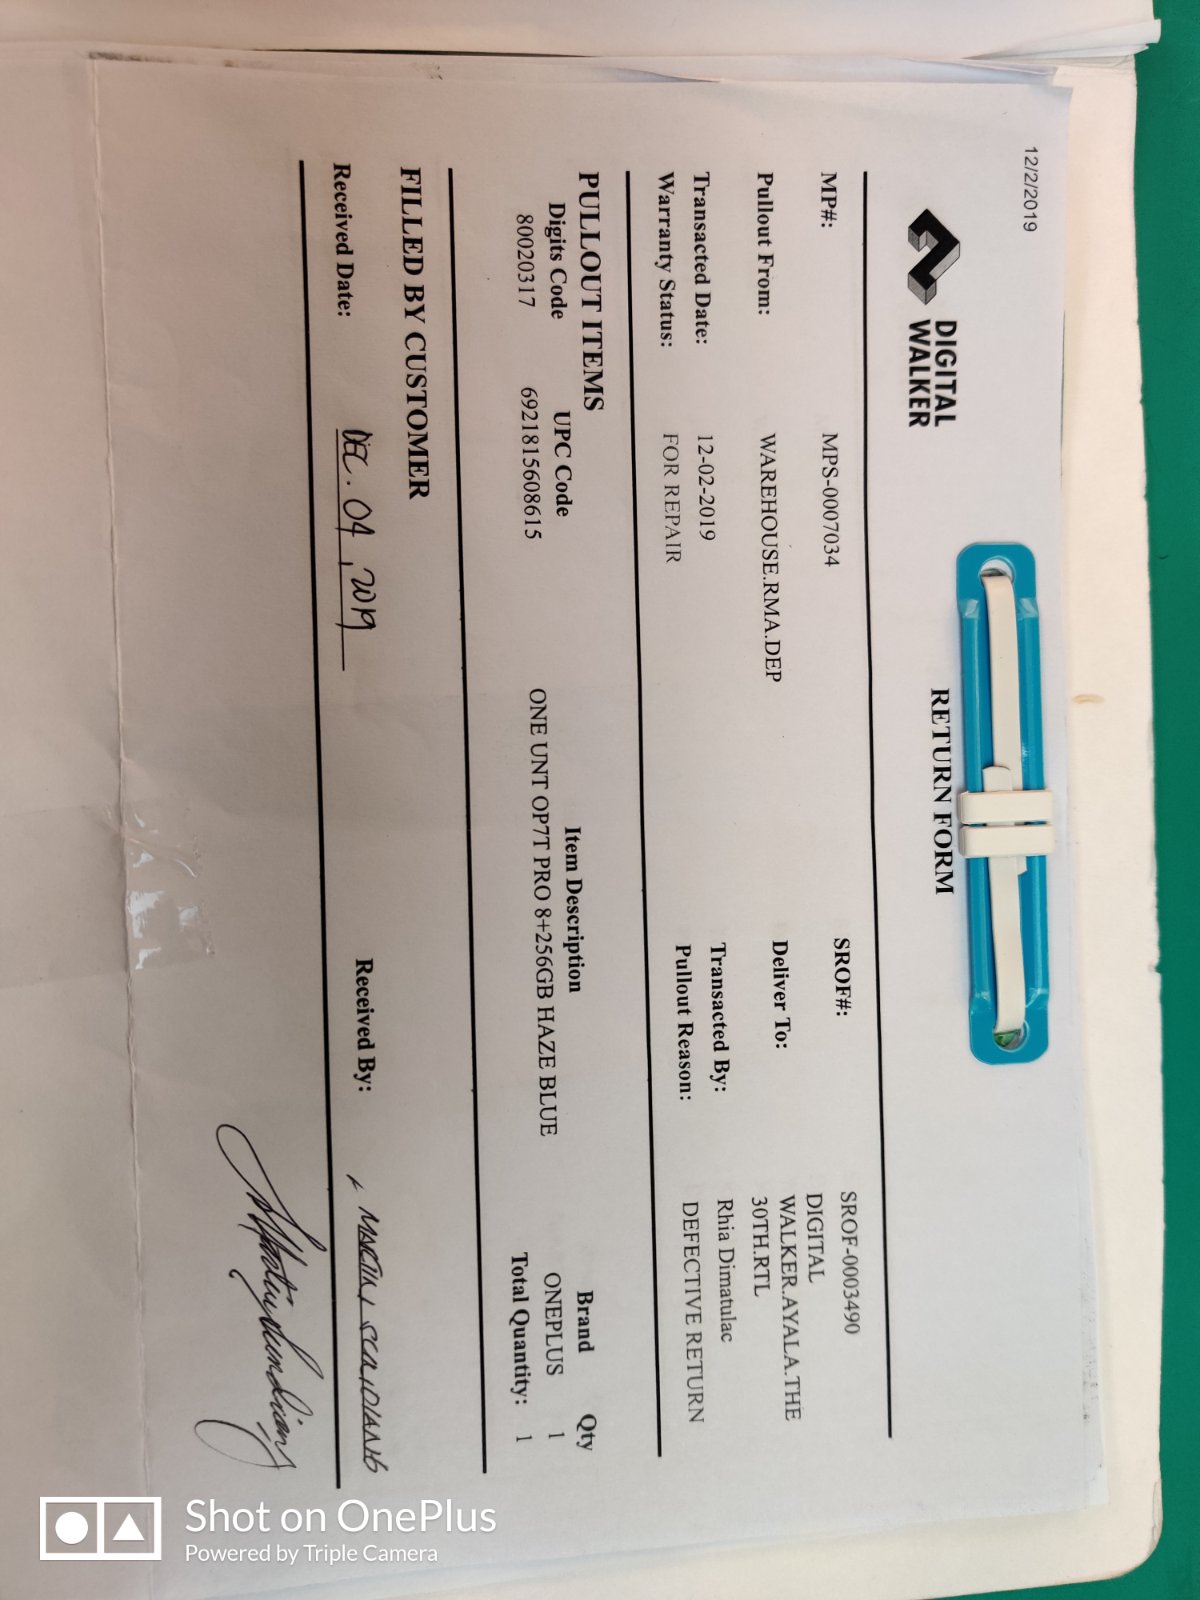 12/2/2019
DIGITAL
WALKER
RETURN FORM
MP#: MPS-0007034 SROF#: SROF-0003490
Pullout From: WAREHOUSE.RMA.DEP Deliver To: DIGITAL
WALKER.AYALA.THE
30TH.RTL
Transacted Date: 12-02-2019 Transacted By: Rhia Dimatulac
Warranty Status: FOR REPAIR Pullout Reason: DEFECTIVE RETURN
PULLOUT ITEMS
Digits Code UPC Code Item Description Brand Qty
80020317 6921815608615 ONE UNT OP7T PRO 8+256GB HAZE BLUE ONEPLUS 1
Total Quantity: 1
FILLED BY CUSTOMER
Received Date: DEC. 04, 2019 Received By:
Shot on OnePlus
Powered by Triple Camera